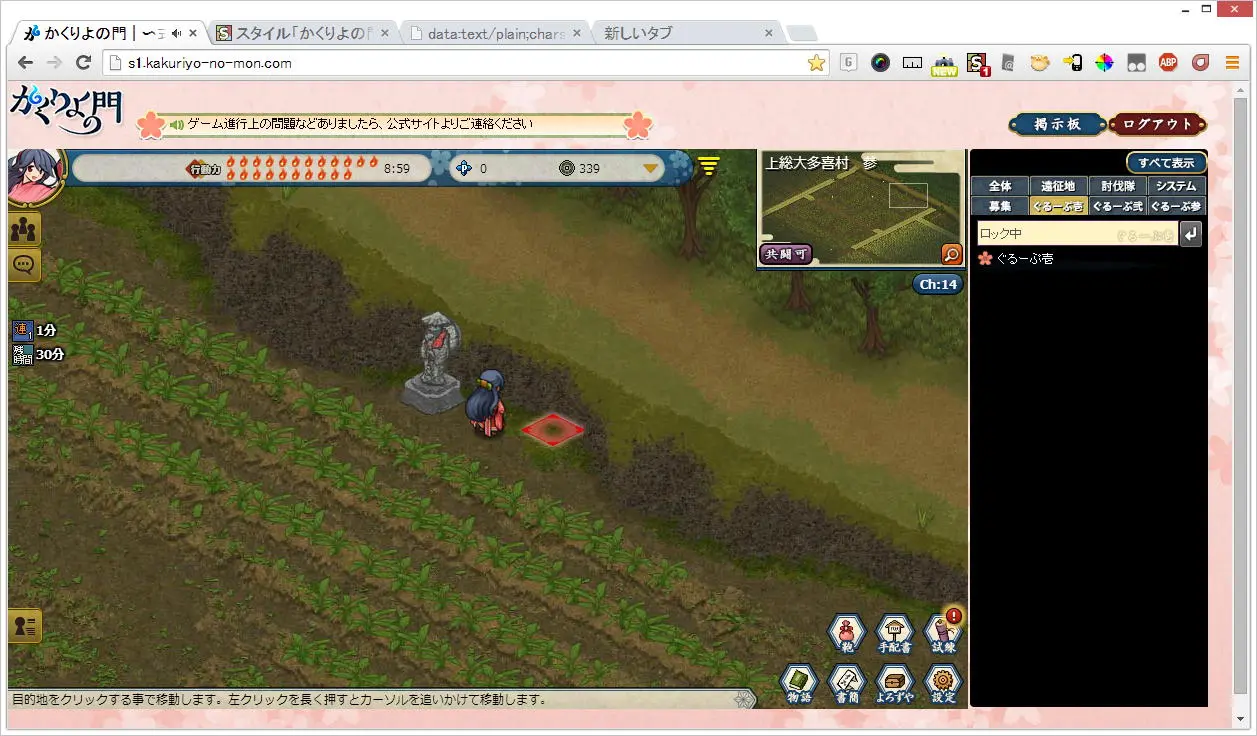 かくりよの門 |
スタイル「かくりよの
data:text/plain;chars
新しいタブ
s1.kakuriyo-no-mon.com
G
NEW
S
1
ABP
かくりよの門
ゲーム進行上の問題などありましたら、公式サイトよりご連絡ください
掲示板
ログアウト
行動力
8:59
0
339
上総大多喜村 参
共闘可
Ch:14
すべて表示
全体 遠征地 討伐隊 システム
募集 ぐるーぷ壱 ぐるーぷ弐 ぐるーぷ参
ロック中 ぐるーぷ壱
ぐるーぷ壱
連1 1分
残時間 30分
鞄 手配書 試練
物語 書簡 よろずや 設定
目的地をクリックする事で移動します。左クリックを長く押すとカーソルを追いかけて移動します。